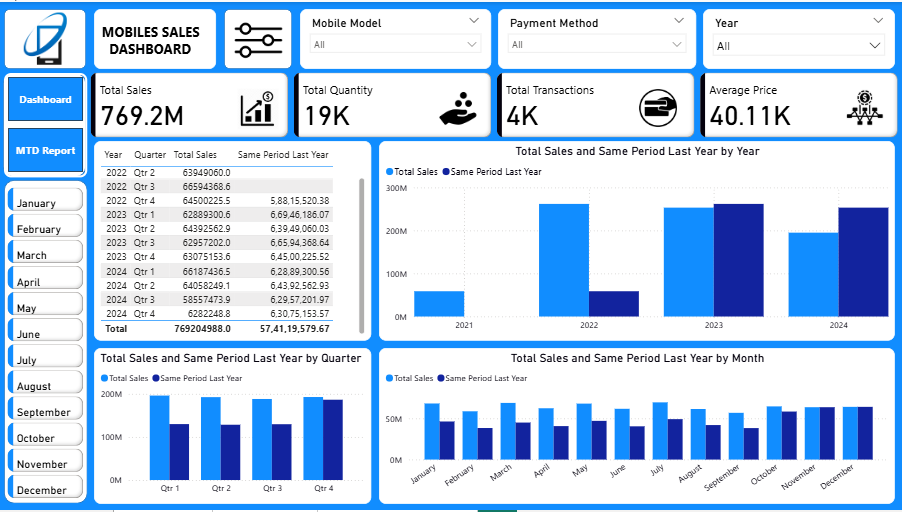 MOBILES SALES
DASHBOARD
Mobile Model
All
Payment Method
All
Year
All
Dashboard
MTD Report
Total Sales
769.2M
Total Quantity
19K
Total Transactions
4K
Average Price
40.11K
January
February
March
April
May
June
July
August
September
October
November
December
Year Quarter Total Sales Same Period Last Year
2022 Qtr 2 63949060.0
2022 Qtr 3 66594368.6
2022 Qtr 4 64500225.5 5,88,15,520.38
2023 Qtr 1 62889300.6 6,69,46,186.07
2023 Qtr 2 64392562.9 6,39,49,060.03
2023 Qtr 3 62957202.0 6,65,94,368.64
2023 Qtr 4 63075153.6 6,45,00,225.52
2024 Qtr 1 66187436.5 6,28,89,300.56
2024 Qtr 2 64058249.1 6,43,92,562.93
2024 Qtr 3 58557473.9 6,29,57,201.97
2024 Qtr 4 6282248.8 6,30,75,153.57
Total 769204988.0 57,41,19,579.67
Total Sales and Same Period Last Year by Year
Total Sales Same Period Last Year
300M
200M
100M
0M
2021 2022 2023 2024
Total Sales and Same Period Last Year by Quarter
Total Sales Same Period Last Year
200M
100M
0M
Qtr 1 Qtr 2 Qtr 3 Qtr 4
Total Sales and Same Period Last Year by Month
Total Sales Same Period Last Year
50M
0M
January February March April May June July August September October November December